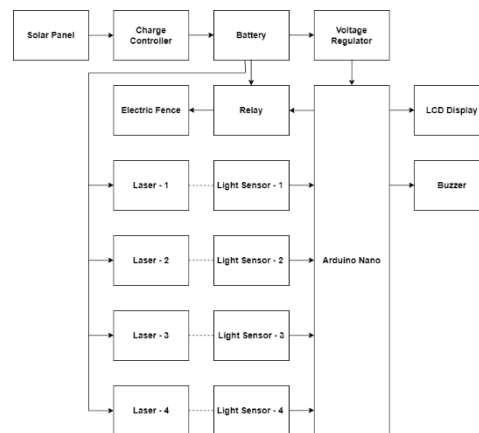 Solar Panel
Charge
Controller
Battery
Voltage
Regulator
Electric Fence
Relay
LCD Display
Laser - 1
Light Sensor - 1
Buzzer
Laser - 2
Light Sensor - 2
Arduino Nano
Laser - 3
Light Sensor - 3
Laser - 4
Light Sensor - 4